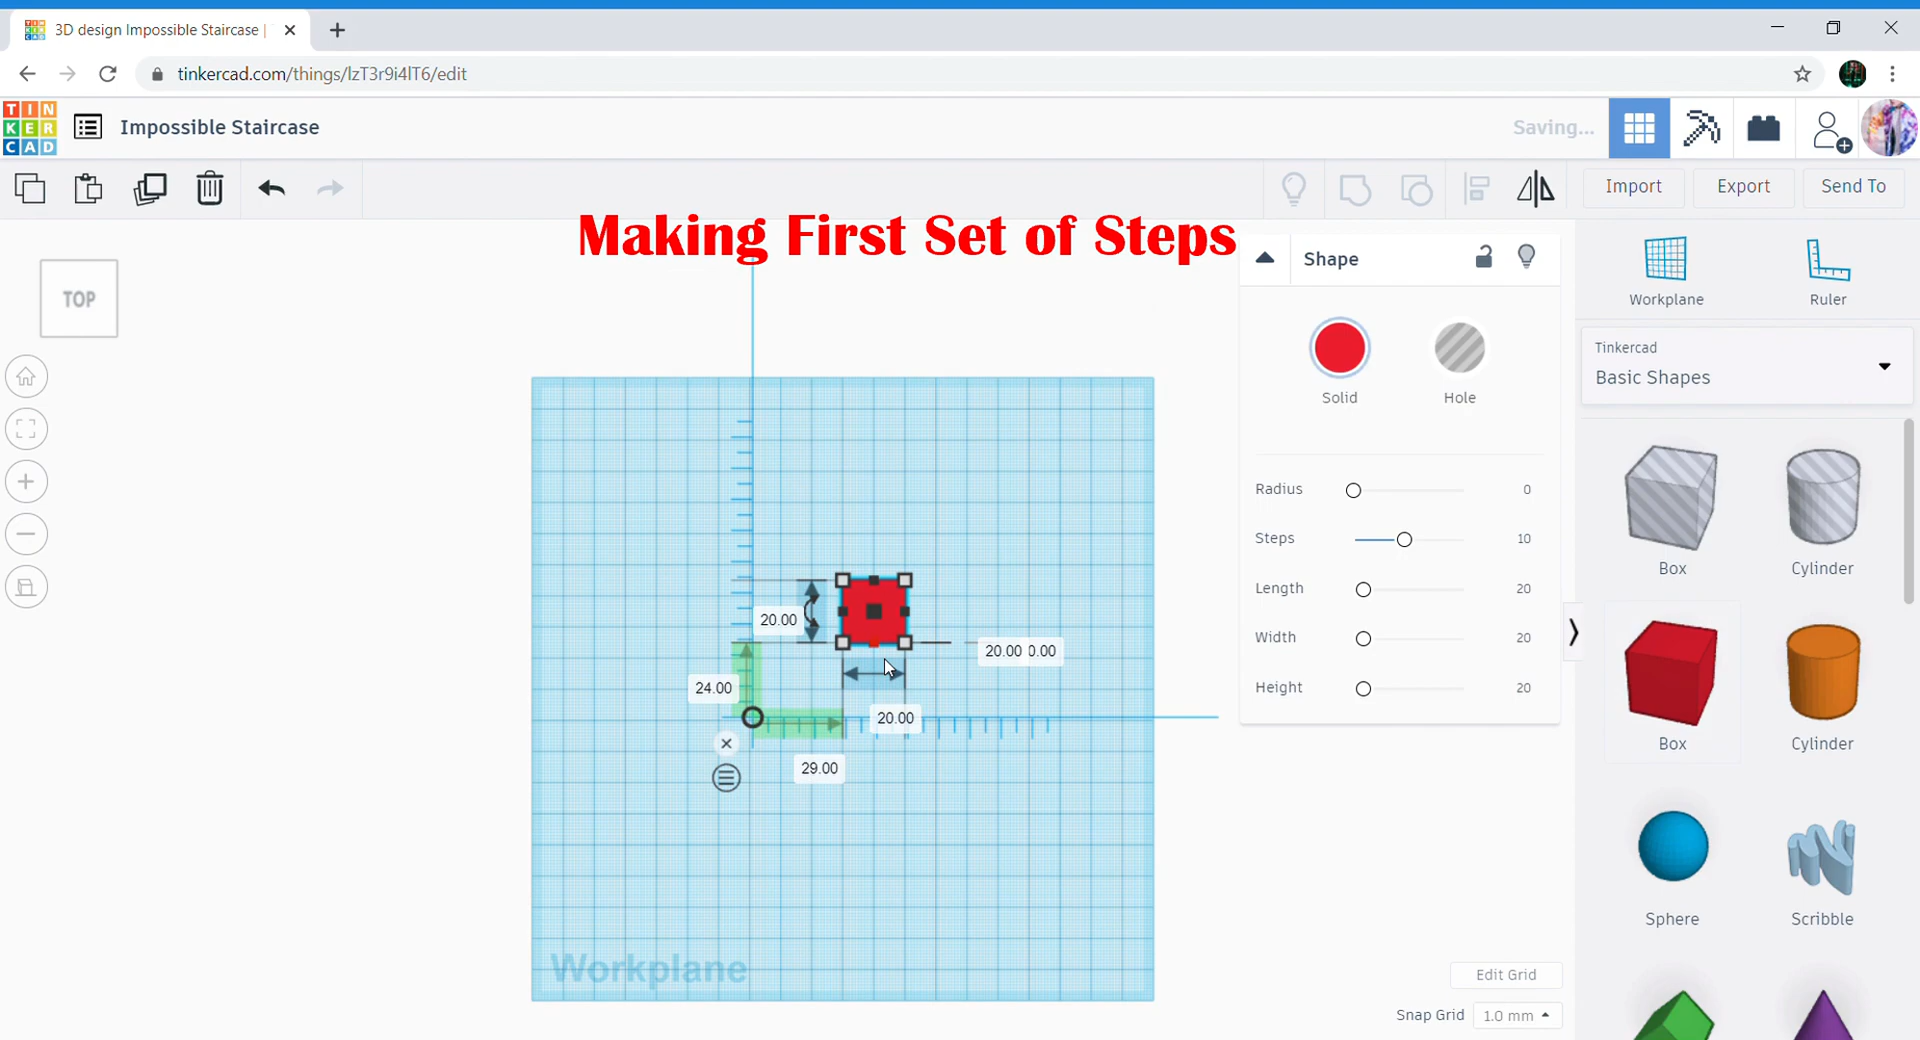 3D design Impossible Staircase |
tinkercad.com/things/lzT3r9i4lT6/edit
TIN
KER
CAD
Impossible Staircase
Saving...
Import
Export
Send To
Making First Set of Steps
TOP
Shape
Workplane
Ruler
Solid
Hole
Tinkercad
Basic Shapes
Radius
0
Steps
10
Length
20
Width
20
Height
20
Box
Cylinder
Box
Cylinder
Sphere
Scribble
20.00
20.00
0.00
24.00
20.00
29.00
Workplane
Edit Grid
Snap Grid
1.0 mm